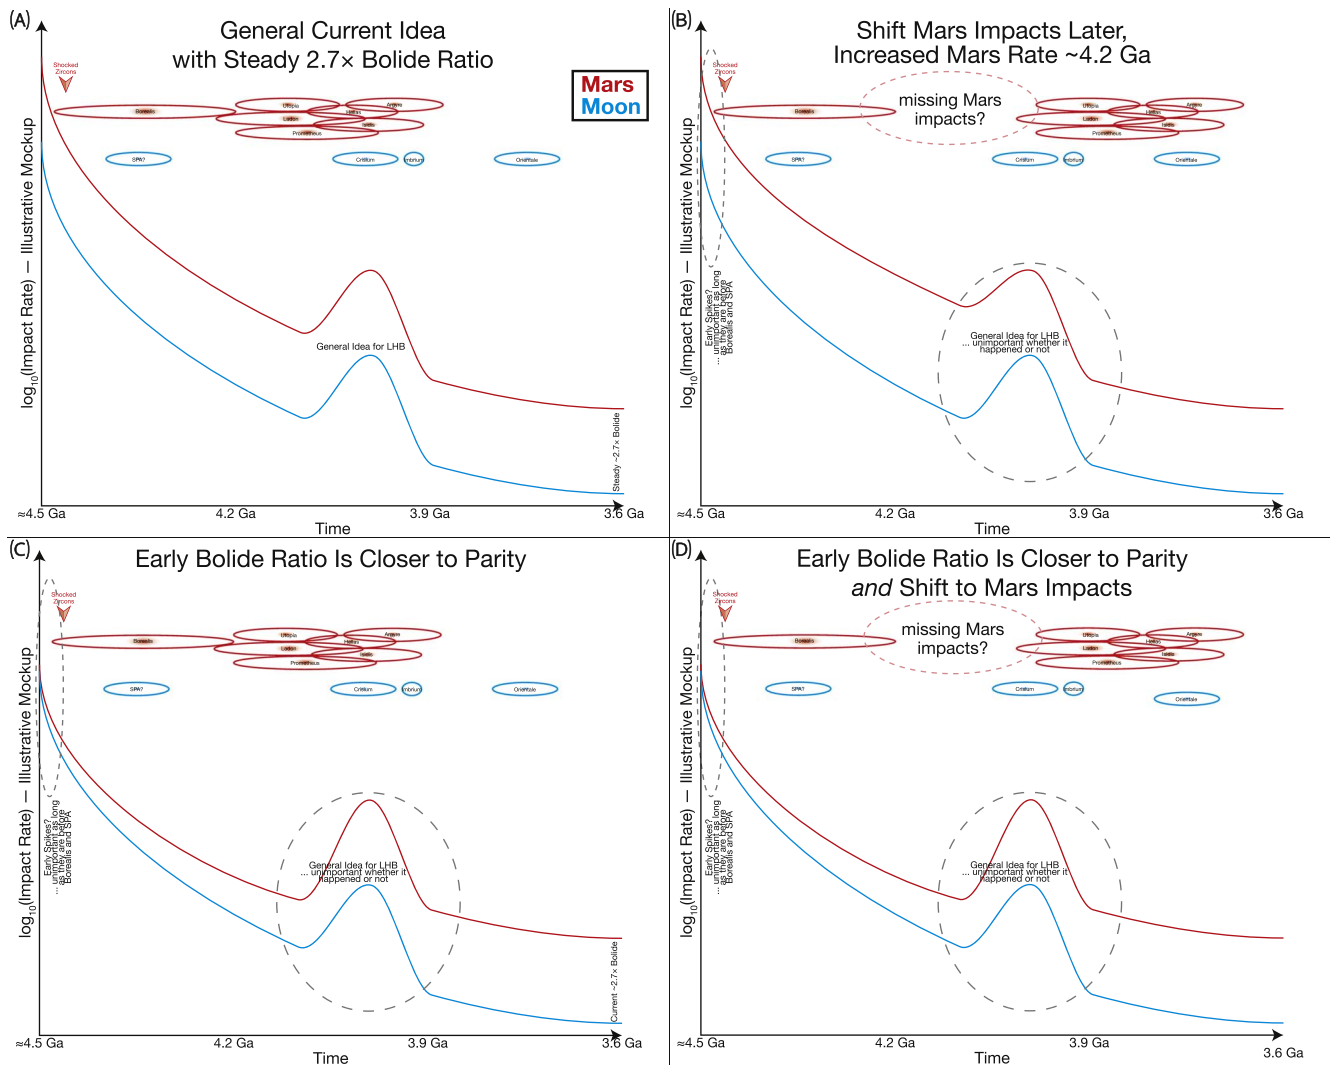 (A)
General Current Idea
with Steady 2.7× Bolide Ratio
Shocked
Zircons
Mars
Moon
Borealis
Utopia
Argyre
Hellas
Ladon
Isidis
Prometheus
SPA?
Crisium
Imbrium
Orientale
General Idea for LHB
Steady ~2.7× Bolide
log10(Impact Rate) — Illustrative Mockup
≈4.5 Ga
4.2 Ga
3.9 Ga
3.6 Ga
Time
(B)
Shift Mars Impacts Later,
Increased Mars Rate ~4.2 Ga
Shocked
Zircons
missing Mars
impacts?
Borealis
Utopia
Argyre
Hellas
Ladon
Isidis
Prometheus
SPA?
Crisium
Imbrium
Orientale
Early Spikes?
... unimportant as long
as they are before
Borealis and SPA
General Idea for LHB
... unimportant whether it
happened or not
log10(Impact Rate) — Illustrative Mockup
≈4.5 Ga
4.2 Ga
3.9 Ga
3.6 Ga
Time
(C)
Early Bolide Ratio Is Closer to Parity
Shocked
Zircons
Borealis
Utopia
Argyre
Hellas
Ladon
Isidis
Prometheus
SPA?
Crisium
Imbrium
Orientale
Early Spikes?
... unimportant as long
as they are before
Borealis and SPA
General Idea for LHB
... unimportant whether it
happened or not
Current ~2.7× Bolide
log10(Impact Rate) — Illustrative Mockup
≈4.5 Ga
4.2 Ga
3.9 Ga
3.6 Ga
Time
(D)
Early Bolide Ratio Is Closer to Parity
and Shift to Mars Impacts
Shocked
Zircons
missing Mars
impacts?
Borealis
Utopia
Argyre
Hellas
Ladon
Isidis
Prometheus
SPA?
Crisium
Imbrium
Orientale
Early Spikes?
... unimportant as long
as they are before
Borealis and SPA
General Idea for LHB
... unimportant whether it
happened or not
log10(Impact Rate) — Illustrative Mockup
≈4.5 Ga
4.2 Ga
3.9 Ga
3.6 Ga
Time